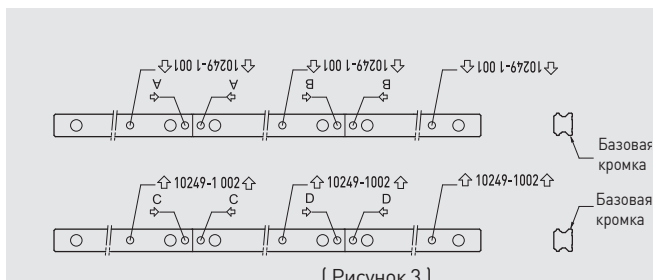 ⇩10249-1 001⇩ ⇩10249-1 001⇩ ⇩10249-1 001⇩
A A B B
Базовая
кромка
⇧ 10249-1 002 ⇧ ⇧ 10249-1002 ⇧ ⇧ 10249-1002 ⇧
C C D D
Базовая
кромка
( Рисунок 3 )